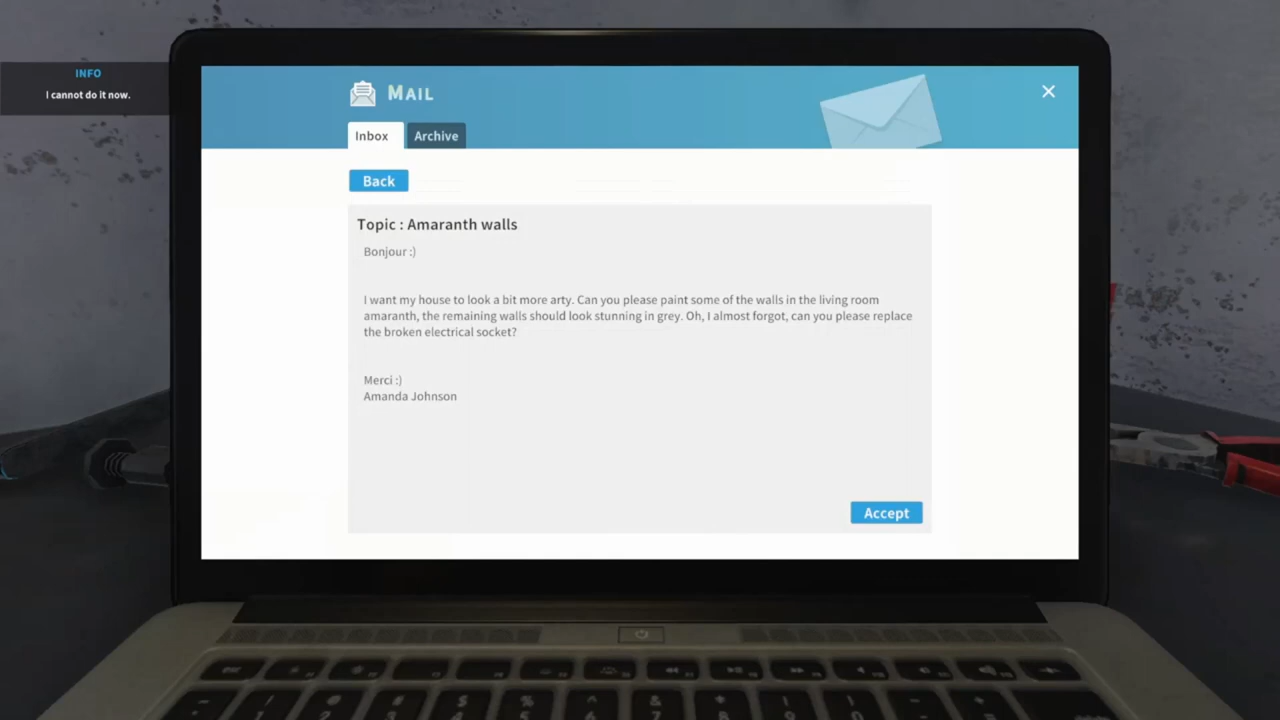 INFO
I cannot do it now.
MAIL
Inbox
Archive
Back
Topic : Amaranth walls
Bonjour :)
I want my house to look a bit more arty. Can you please paint some of the walls in the living room
amaranth, the remaining walls should look stunning in grey. Oh, I almost forgot, can you please replace
the broken electrical socket?
Merci :)
Amanda Johnson
Accept